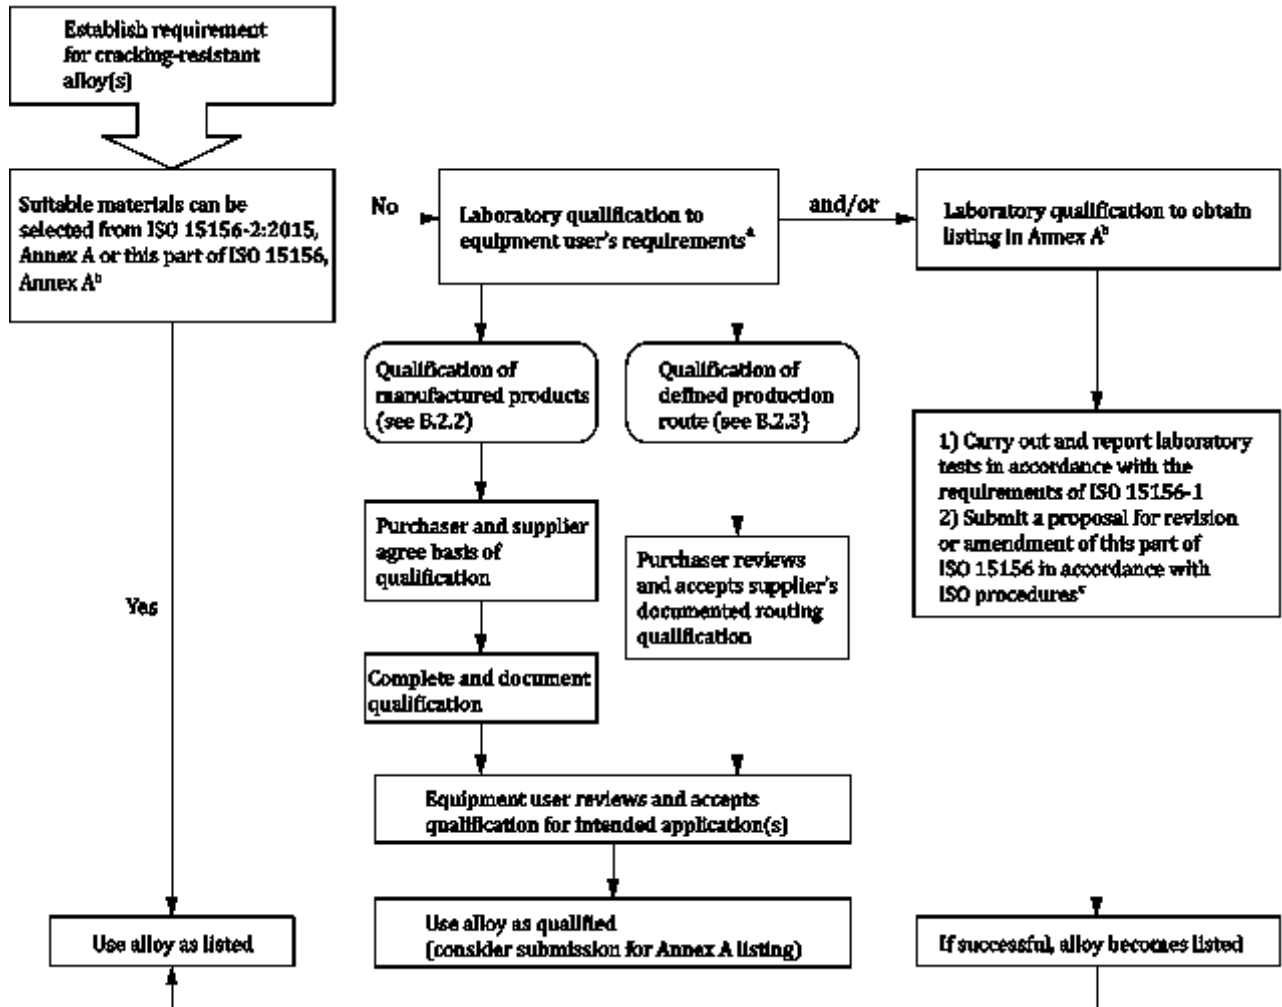 Establish requirement
for cracking-resistant
alloy(s)
Suitable materials can be
selected from ISO 15156-2:2015,
Annex A or this part of ISO 15156,
Annex Aᵇ
No
Laboratory qualification to
equipment user's requirementsᵃ
and/or
Laboratory qualification to obtain
listing in Annex Aᵇ
Qualification of
manufactured products
(see B.2.2)
Qualification of
defined production
route (see B.2.3)
1) Carry out and report laboratory
tests in accordance with the
requirements of ISO 15156-1
2) Submit a proposal for revision
or amendment of this part of
ISO 15156 in accordance with
ISO proceduresᶜ
Purchaser and supplier
agree basis of
qualification
Purchaser reviews
and accepts supplier's
documented routing
qualification
Yes
Complete and document
qualification
Equipment user reviews and accepts
qualification for intended application(s)
Use alloy as listed
Use alloy as qualified
(consider submission for Annex A listing)
If successful, alloy becomes listed